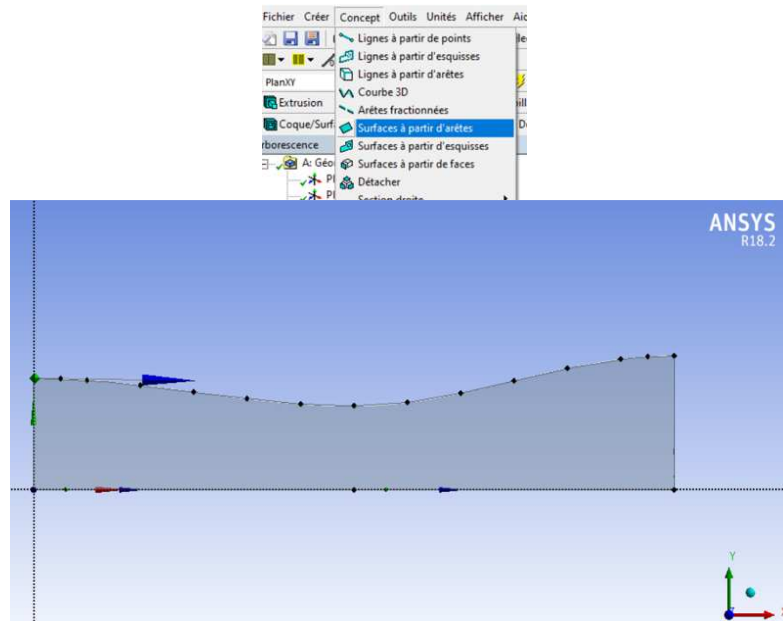 Fichier Créer Concept Outils Unités Afficher
Lignes à partir de points
Lignes à partir d'esquisses
Lignes à partir d'arêtes
PlanXY
Courbe 3D
Extrusion
Arêtes fractionnées
Coque/Surf
Surfaces à partir d'arêtes
Surfaces à partir d'esquisses
A: Géo
Surfaces à partir de faces
Détacher
ANSYS
R18.2
Y